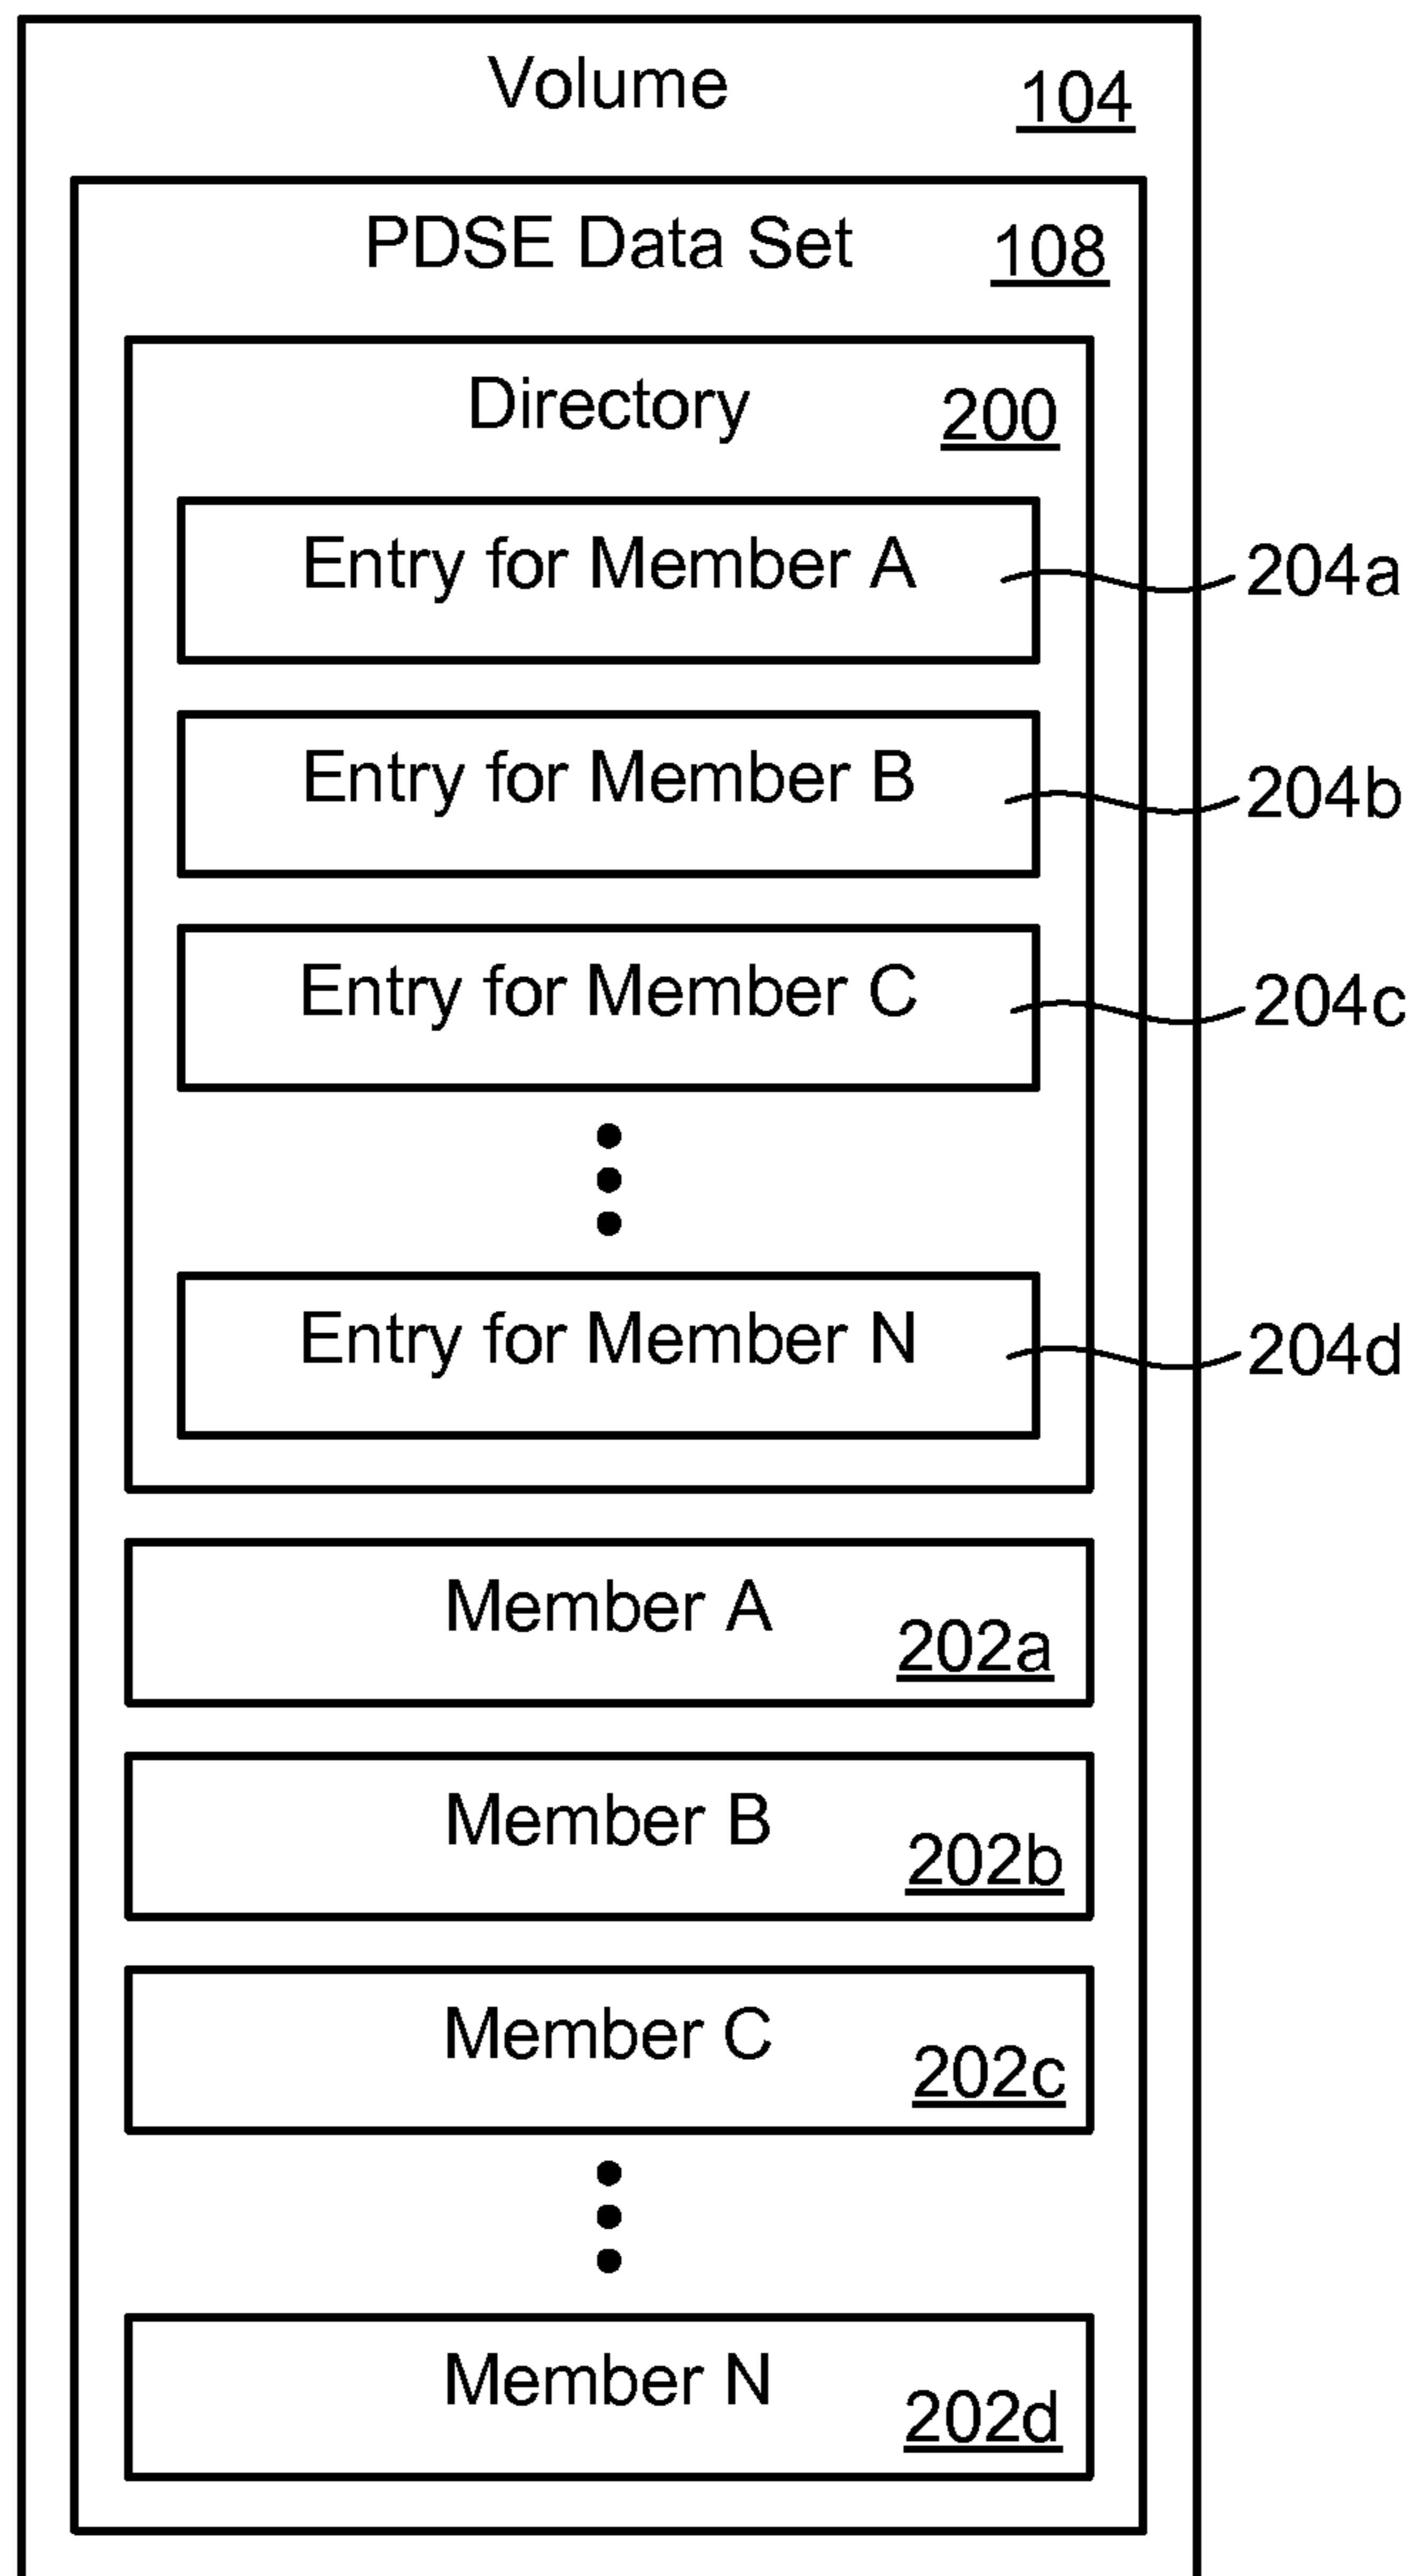 Volume 104
PDSE Data Set 108
Directory 200
Entry for Member A 204a
Entry for Member B 204b
Entry for Member C 204c
Entry for Member N 204d
Member A 202a
Member B 202b
Member C 202c
Member N 202d